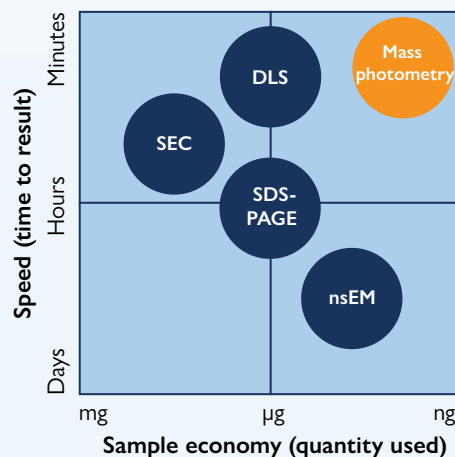 Minutes
Hours
Days
Speed (time to result)
DLS
Mass
photometry
SEC
SDS-
PAGE
nsEM
mg
µg
ng
Sample economy (quantity used)